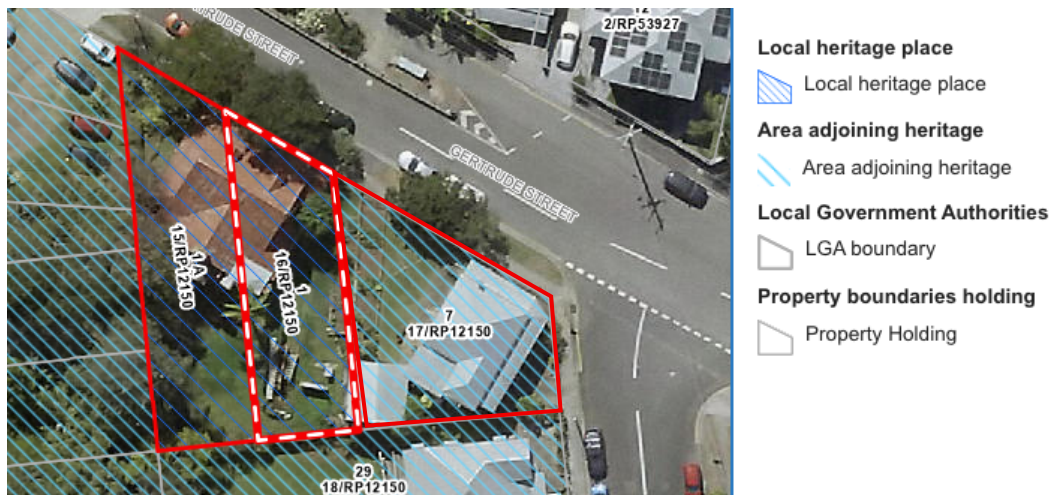 TRUDE STREET
12
2/RP53927
GERTRUDE STREET
1A
15/RP12150
1
16/RP12150
7
17/RP12150
29
18/RP12150
Local heritage place
Local heritage place
Area adjoining heritage
Area adjoining heritage
Local Government Authorities
LGA boundary
Property boundaries holding
Property Holding